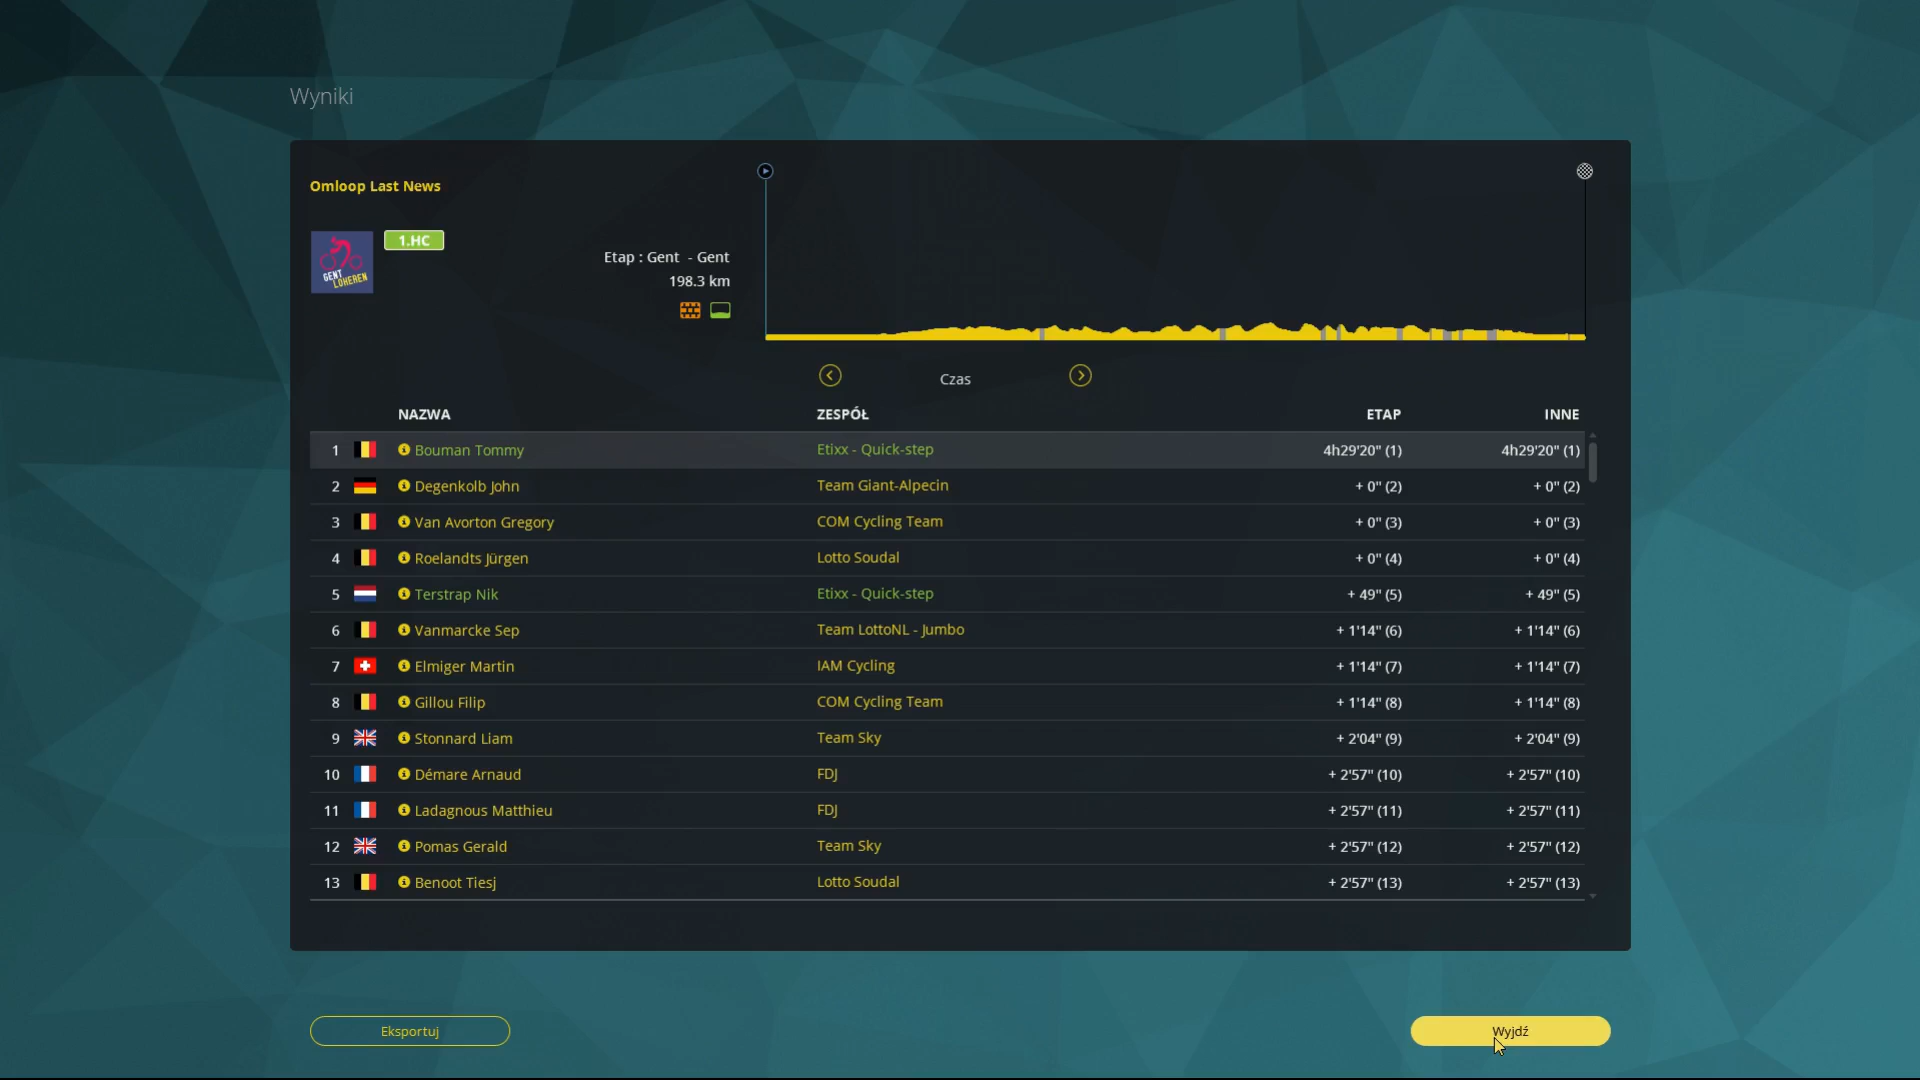 Wyniki
Omloop Last News
1.HC
GENT
LOHEREN
Etap : Gent - Gent
198.3 km
Czas
NAZWA ZESPÓŁ ETAP INNE
1 Bouman Tommy Etixx - Quick-step 4h29'20" (1) 4h29'20" (1)
2 Degenkolb John Team Giant-Alpecin + 0" (2) + 0" (2)
3 Van Avorton Gregory COM Cycling Team + 0" (3) + 0" (3)
4 Roelandts Jürgen Lotto Soudal + 0" (4) + 0" (4)
5 Terstrap Nik Etixx - Quick-step + 49" (5) + 49" (5)
6 Vanmarcke Sep Team LottoNL - Jumbo + 1'14" (6) + 1'14" (6)
7 Elmiger Martin IAM Cycling + 1'14" (7) + 1'14" (7)
8 Gillou Filip COM Cycling Team + 1'14" (8) + 1'14" (8)
9 Stonnard Liam Team Sky + 2'04" (9) + 2'04" (9)
10 Démare Arnaud FDJ + 2'57" (10) + 2'57" (10)
11 Ladagnous Matthieu FDJ + 2'57" (11) + 2'57" (11)
12 Pomas Gerald Team Sky + 2'57" (12) + 2'57" (12)
13 Benoot Tiesj Lotto Soudal + 2'57" (13) + 2'57" (13)
Eksportuj
Wyjdź